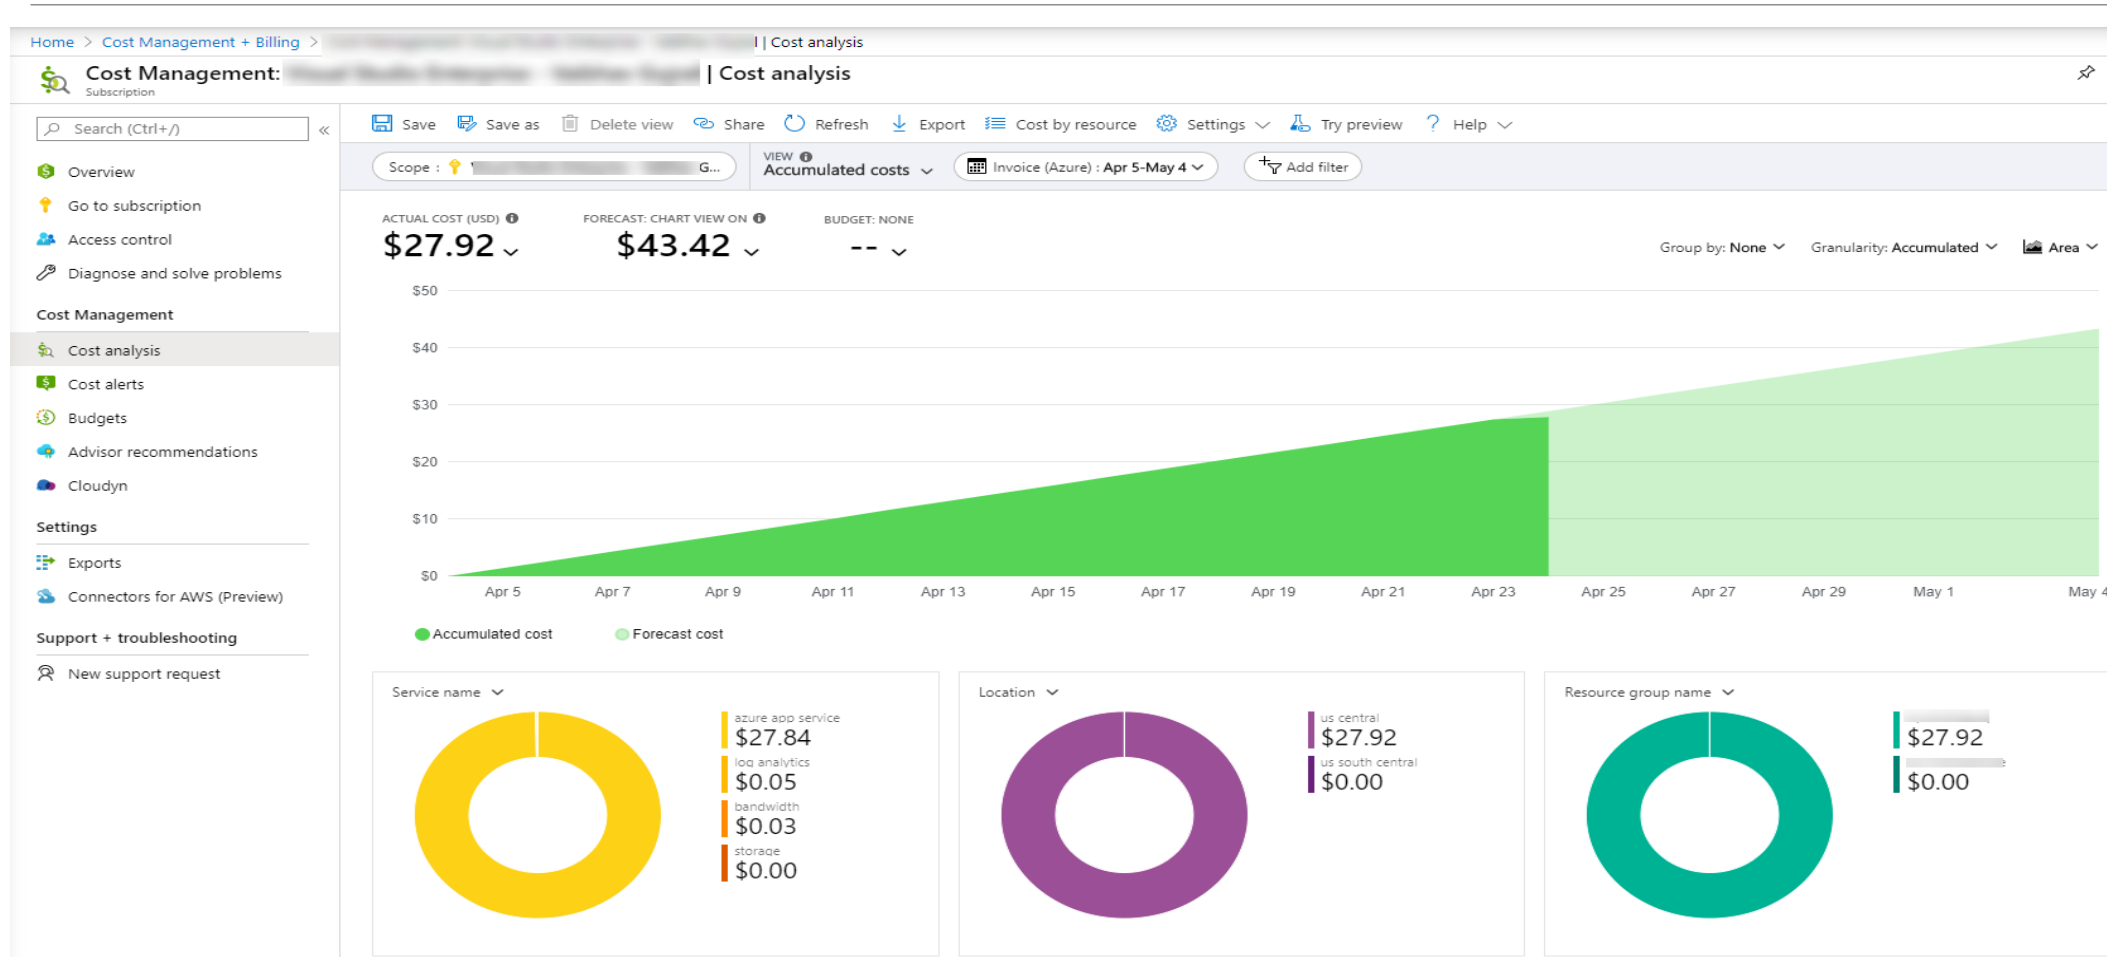 Home > Cost Management + Billing > | Cost analysis
Cost Management: | Cost analysis
Subscription
Search (Ctrl+/)
«
Overview
Go to subscription
Access control
Diagnose and solve problems
Cost Management
Cost analysis
Cost alerts
Budgets
Advisor recommendations
Cloudyn
Settings
Exports
Connectors for AWS (Preview)
Support + troubleshooting
New support request
Save Save as Delete view Share Refresh Export Cost by resource Settings Try preview ? Help
Scope : G...
VIEW
Accumulated costs
Invoice (Azure) : Apr 5-May 4
Add filter
ACTUAL COST (USD)
$27.92
FORECAST: CHART VIEW ON
$43.42
BUDGET: NONE
--
Group by: None Granularity: Accumulated Area
$50
$40
$30
$20
$10
$0
Apr 5 Apr 7 Apr 9 Apr 11 Apr 13 Apr 15 Apr 17 Apr 19 Apr 21 Apr 23 Apr 25 Apr 27 Apr 29 May 1 May 4
Accumulated cost Forecast cost
Service name
azure app service
$27.84
log analytics
$0.05
bandwidth
$0.03
storage
$0.00
Location
us central
$27.92
us south central
$0.00
Resource group name
$27.92
$0.00